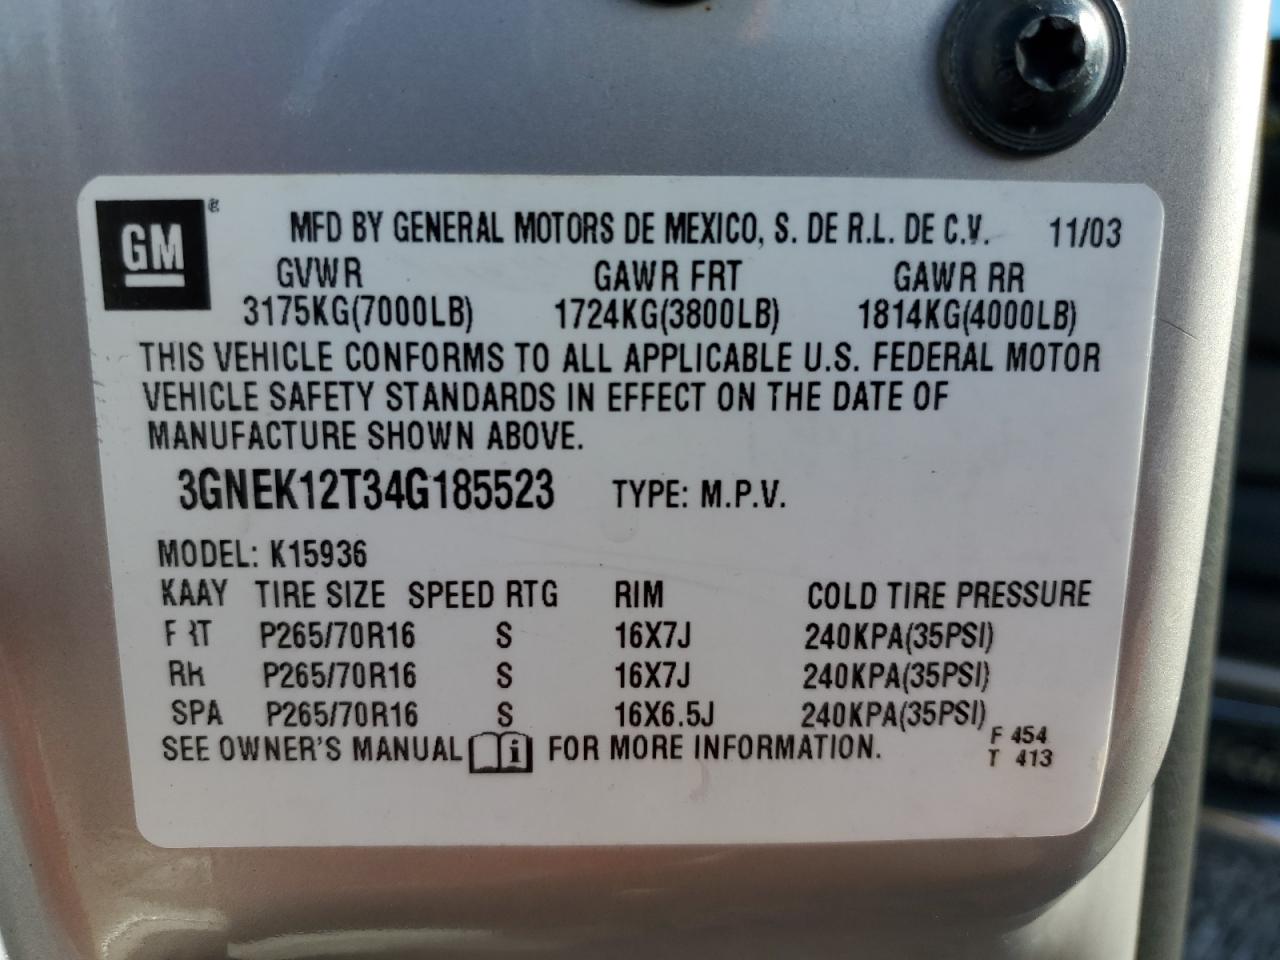 GM ®
MFD BY GENERAL MOTORS DE MEXICO, S. DE R.L. DE C.V. 11/03
GVWR GAWR FRT GAWR RR
3175KG(7000LB) 1724KG(3800LB) 1814KG(4000LB)
THIS VEHICLE CONFORMS TO ALL APPLICABLE U.S. FEDERAL MOTOR
VEHICLE SAFETY STANDARDS IN EFFECT ON THE DATE OF
MANUFACTURE SHOWN ABOVE.
3GNEK12T34G185523 TYPE: M.P.V.
MODEL: K15936
KAAY TIRE SIZE SPEED RTG RIM COLD TIRE PRESSURE
FRT P265/70R16 S 16X7J 240KPA(35PSI)
RR P265/70R16 S 16X7J 240KPA(35PSI)
SPA P265/70R16 S 16X6.5J 240KPA(35PSI)
SEE OWNER'S MANUAL i FOR MORE INFORMATION.
F 454
T 413